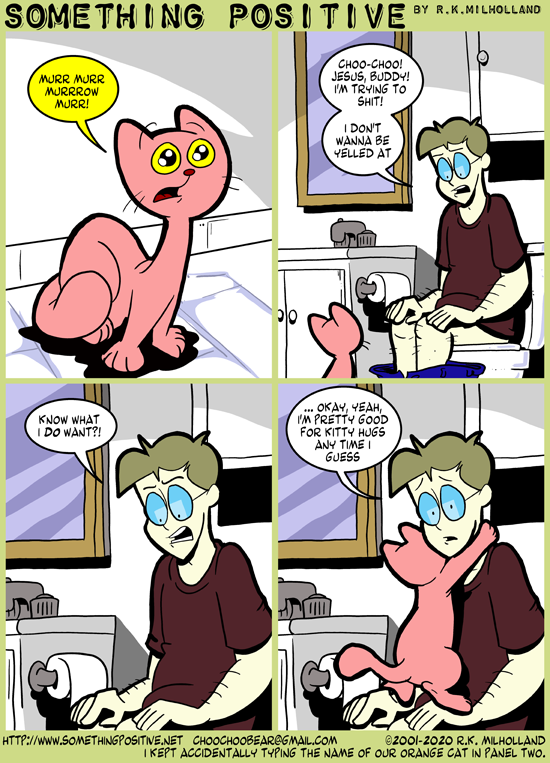 SOMETHING POSITIVE BY R.K.MILHOLLAND
MURR MURR
MURRROW
MURR!
CHOO-CHOO!
JESUS, BUDDY!
I'M TRYING TO
SHIT!
I DON'T
WANNA BE
YELLED AT
KNOW WHAT
I DO WANT?!
... OKAY, YEAH,
I'M PRETTY GOOD
FOR KITTY HUGS
ANY TIME I
GUESS
HTTP://WWW.SOMETHINGPOSITIVE.NET CHOOCHOOBEAR@GMAIL.COM ©2001-2020 R.K. MILHOLLAND
I KEPT ACCIDENTALLY TYPING THE NAME OF OUR ORANGE CAT IN PANEL TWO.